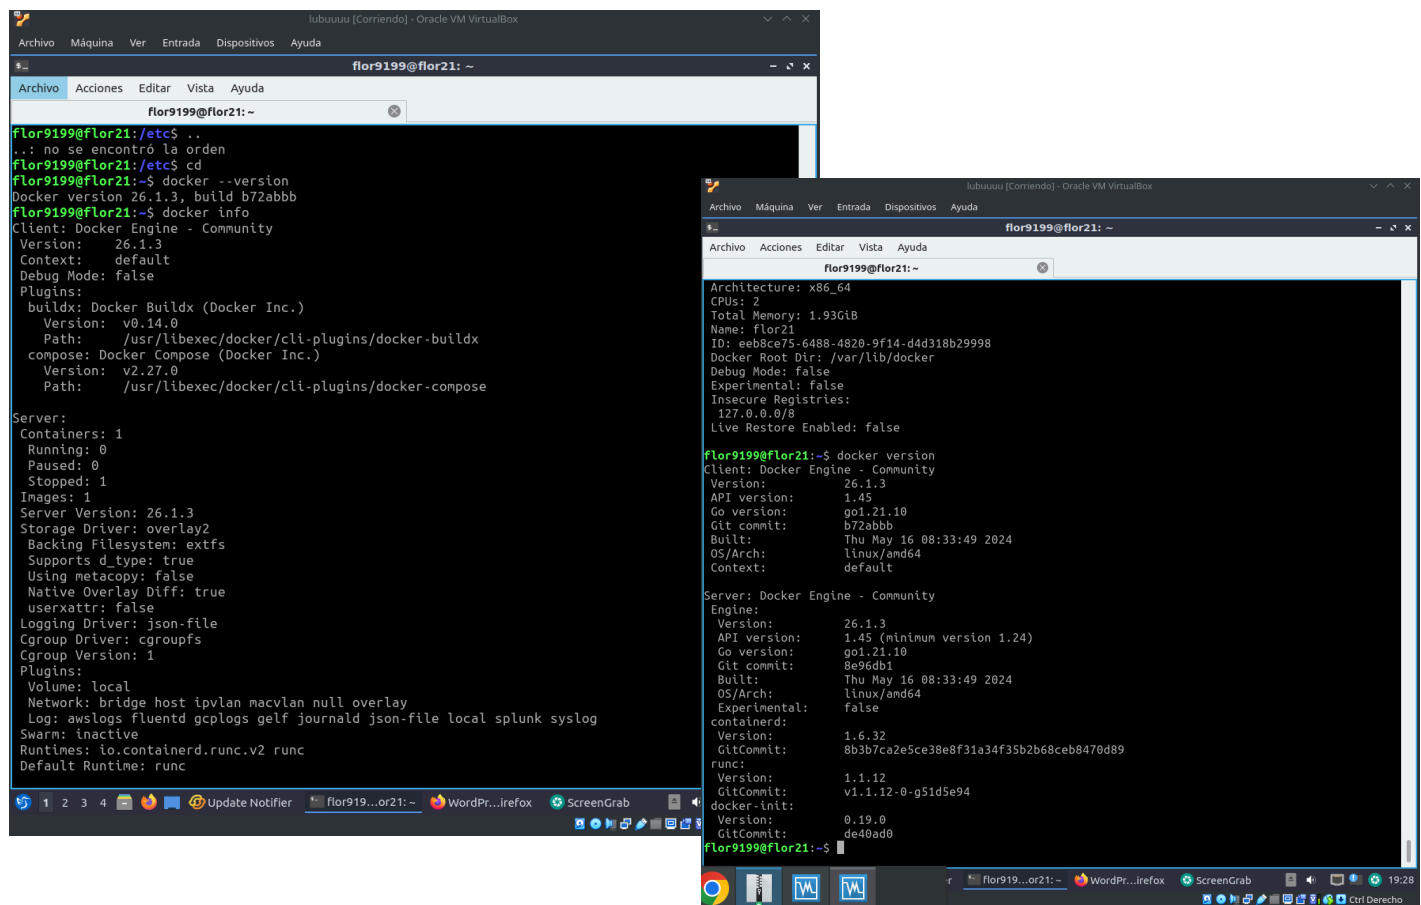 lubuuuu [Corriendo] - Oracle VM VirtualBox
Archivo Máquina Ver Entrada Dispositivos Ayuda
flor9199@flor21: ~
Archivo Acciones Editar Vista Ayuda
flor9199@flor21: ~
flor9199@flor21:/etc$ ..
..: no se encontró la orden
flor9199@flor21:/etc$ cd
flor9199@flor21:~$ docker --version
Docker version 26.1.3, build b72abbb
flor9199@flor21:~$ docker info
Client: Docker Engine - Community
Version: 26.1.3
Context: default
Debug Mode: false
Plugins:
buildx: Docker Buildx (Docker Inc.)
Version: v0.14.0
Path: /usr/libexec/docker/cli-plugins/docker-buildx
compose: Docker Compose (Docker Inc.)
Version: v2.27.0
Path: /usr/libexec/docker/cli-plugins/docker-compose
Server:
Containers: 1
Running: 0
Paused: 0
Stopped: 1
Images: 1
Server Version: 26.1.3
Storage Driver: overlay2
Backing Filesystem: extfs
Supports d_type: true
Using metacopy: false
Native Overlay Diff: true
userxattr: false
Logging Driver: json-file
Cgroup Driver: cgroupfs
Cgroup Version: 1
Plugins:
Volume: local
Network: bridge host ipvlan macvlan null overlay
Log: awslogs fluentd gcplogs gelf journald json-file local splunk syslog
Swarm: inactive
Runtimes: io.containerd.runc.v2 runc
Default Runtime: runc
1 2 3 4 Update Notifier flor919...or21: ~ WordPr...irefox ScreenGrab
lubuuuu [Corriendo] - Oracle VM VirtualBox
Archivo Máquina Ver Entrada Dispositivos Ayuda
flor9199@flor21: ~
Archivo Acciones Editar Vista Ayuda
flor9199@flor21: ~
Architecture: x86_64
CPUs: 2
Total Memory: 1.93GiB
Name: flor21
ID: eeb8ce75-6488-4820-9f14-d4d318b29998
Docker Root Dir: /var/lib/docker
Debug Mode: false
Experimental: false
Insecure Registries:
127.0.0.0/8
Live Restore Enabled: false
flor9199@flor21:~$ docker version
Client: Docker Engine - Community
Version: 26.1.3
API version: 1.45
Go version: go1.21.10
Git commit: b72abbb
Built: Thu May 16 08:33:49 2024
OS/Arch: linux/amd64
Context: default
Server: Docker Engine - Community
Engine:
Version: 26.1.3
API version: 1.45 (minimum version 1.24)
Go version: go1.21.10
Git commit: 8e96db1
Built: Thu May 16 08:33:49 2024
OS/Arch: linux/amd64
Experimental: false
containerd:
Version: 1.6.32
GitCommit: 8b3b7ca2e5ce38e8f31a34f35b2b68ceb8470d89
runc:
Version: 1.1.12
GitCommit: v1.1.12-0-g51d5e94
docker-init:
Version: 0.19.0
GitCommit: de40ad0
flor9199@flor21:~$
r flor919...or21: ~ WordPr...irefox ScreenGrab 19:28
Ctrl Derecho